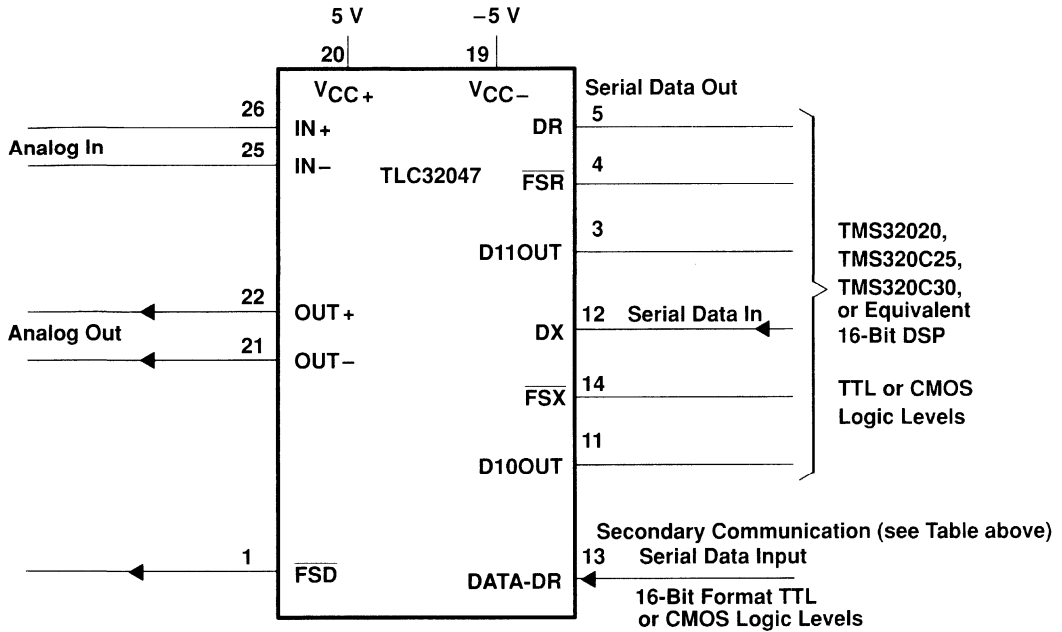 5 V
−5 V
20
19
VCC+
VCC−
Serial Data Out
26
IN+
DR
5
Analog In
25
IN−
TLC32047
FSR
4
D11OUT
3
TMS32020,
TMS320C25,
TMS320C30,
or Equivalent
16-Bit DSP
22
OUT+
Analog Out
21
OUT−
DX
12
Serial Data In
FSX
14
TTL or CMOS
Logic Levels
D10OUT
11
Secondary Communication (see Table above)
1
FSD
DATA-DR
13
Serial Data Input
16-Bit Format TTL
or CMOS Logic Levels